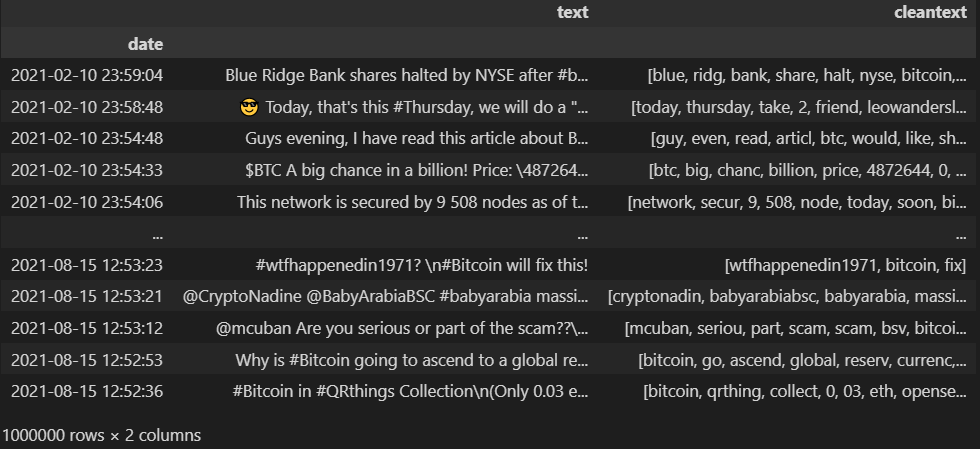 text cleantext
date
2021-02-10 23:59:04 Blue Ridge Bank shares halted by NYSE after #b... [blue, ridg, bank, share, halt, nyse, bitcoin,...
2021-02-10 23:58:48 😎 Today, that's this #Thursday, we will do a "... [today, thursday, take, 2, friend, leowandersl...
2021-02-10 23:54:48 Guys evening, I have read this article about B... [guy, even, read, articl, btc, would, like, sh...
2021-02-10 23:54:33 $BTC A big chance in a billion! Price: \4872644... [btc, big, chanc, billion, price, 4872644, 0, ...
2021-02-10 23:54:06 This network is secured by 9 508 nodes as of t... [network, secur, 9, 508, node, today, soon, bi...
... ... ...
2021-08-15 12:53:23 #wtfhappenedin1971? \n#Bitcoin will fix this! [wtfhappenedin1971, bitcoin, fix]
2021-08-15 12:53:21 @CryptoNadine @BabyArabiaBSC #babyarabia massi... [cryptonadin, babyarabiabsc, babyarabia, massi...
2021-08-15 12:53:12 @mcuban Are you serious or part of the scam??\... [mcuban, seriou, part, scam, scam, bsv, bitcoi...
2021-08-15 12:52:53 Why is #Bitcoin going to ascend to a global re... [bitcoin, go, ascend, global, reserv, currenc,...
2021-08-15 12:52:36 #Bitcoin in #QRthings Collection\n(Only 0.03 e... [bitcoin, qrthing, collect, 0, 03, eth, opense...
1000000 rows × 2 columns